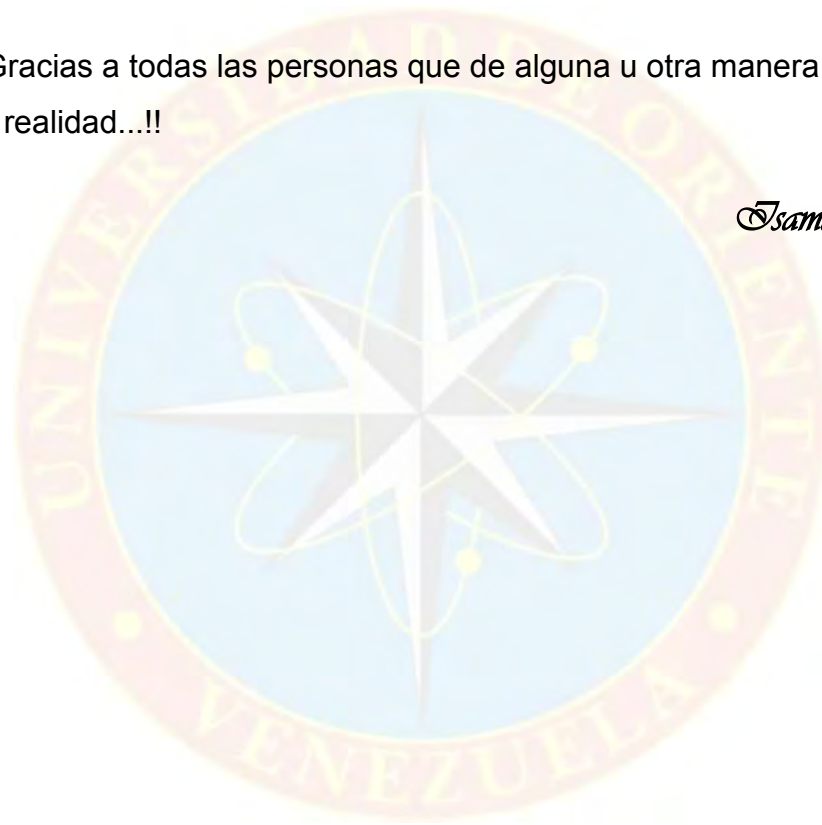 Gracias a todas las personas que de alguna u otra manera
realidad...!!
UNIVERSIDAD DE ORIENTE
VENEZUELA